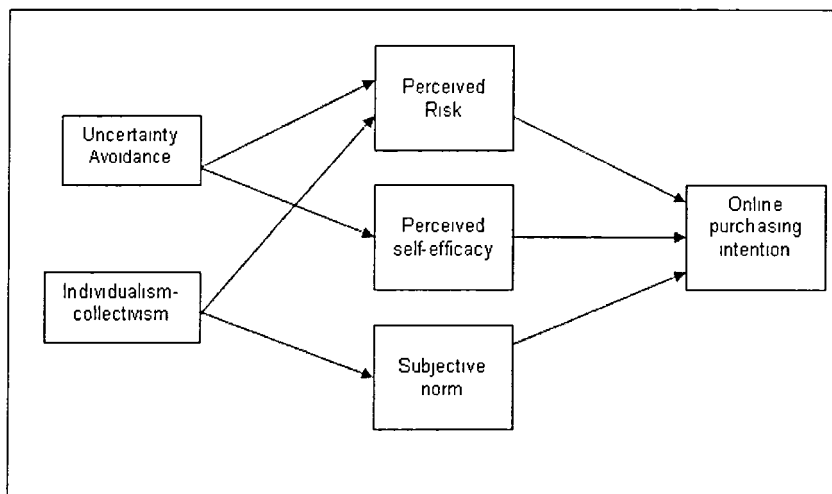 Uncertainty
Avoidance
Individualism-
collectivism
Perceived
Risk
Perceived
self-efficacy
Subjective
norm
Online
purchasing
intention